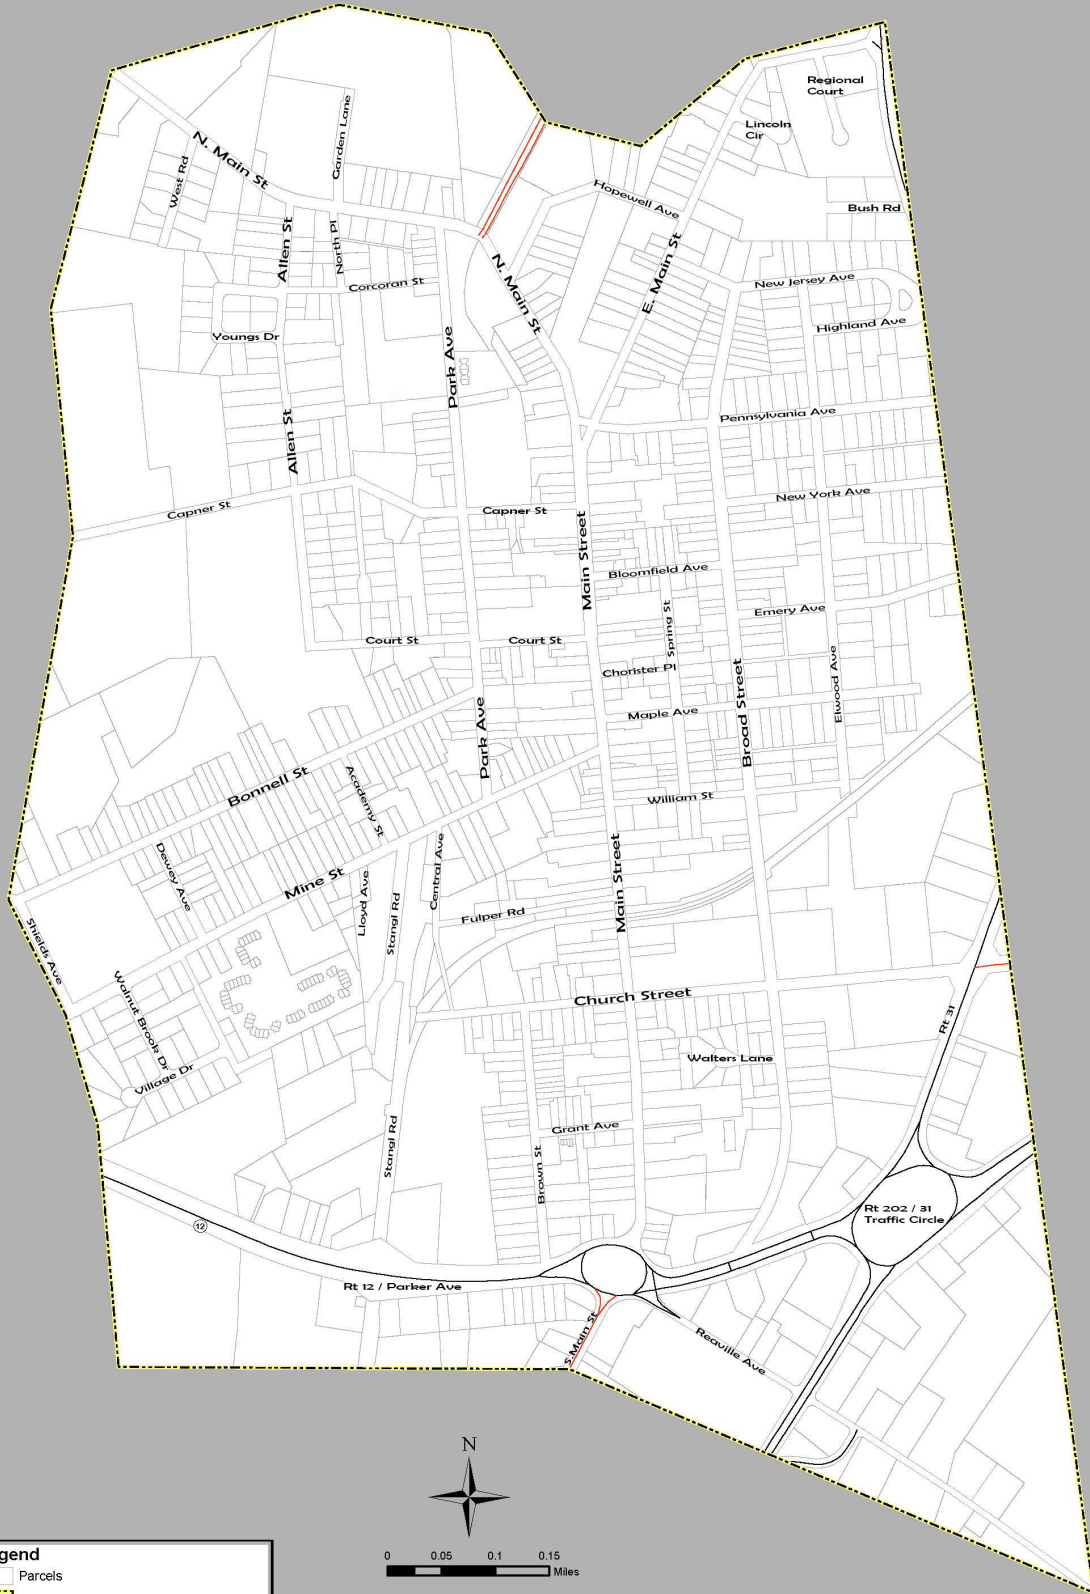 Regional
Court
Garden Lane
Lincoln
Cir
N. Main St
West Rd
Hopewell Ave
Bush Rd
Allen St
North Pl
E. Main St
N. Main St
Corcoran St
New Jersey Ave
Highland Ave
Youngs Dr
Park Ave
Pennsylvania Ave
Allen St
New York Ave
Capner St
Capner St
Main Street
Bloomfield Ave
Emery Ave
Spring St
Court St
Court St
Chorister Pl
Elwood Ave
Broad Street
Maple Ave
Park Ave
Bonnell St
Academy St
William St
Dewey Ave
Mine St
Central Ave
Main Street
Lloyd Ave
Stangl Rd
Fulper Rd
Shields Ave
Walnut Brook Dr
Church Street
Rt 31
Walters Lane
Village Dr
Grant Ave
Stangl Rd
Brown St
Rt 202 / 31
Traffic Circle
12
Rt 12 / Parker Ave
S.Main St
Reaville Ave
N
0 0.05 0.1 0.15
Miles
gend
Parcels